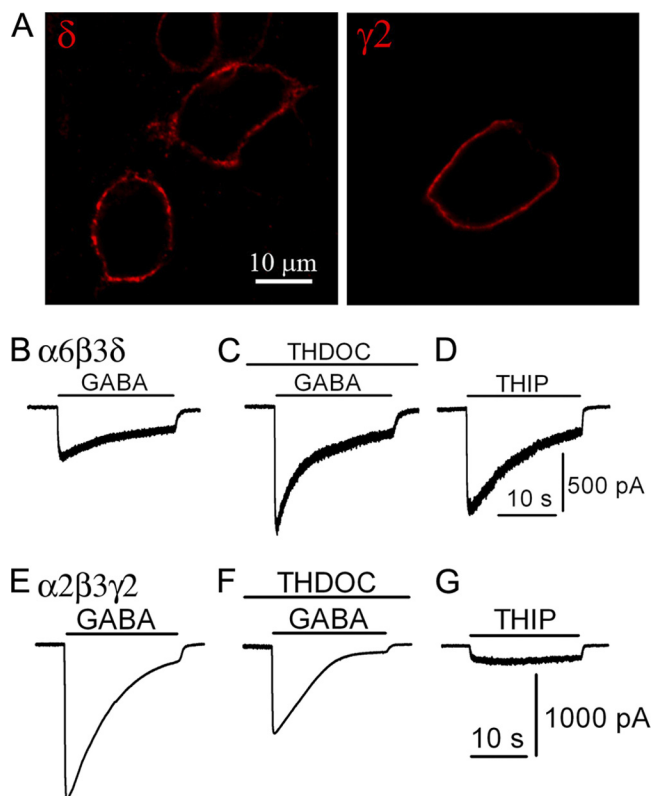 A δ γ2
10 μm
B α6β3δ C D
THDOC
GABA GABA THIP
500 pA
10 s
E α2β3γ2 F G
THDOC
GABA GABA THIP
1000 pA
10 s